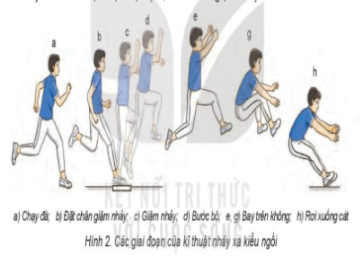 a
b
c
d
e
g
h
KẾT NỐI TRI THỨC
VỚI CUỘC SỐNG
a) Chạy đà; b) Đặt chân giậm nhảy; c) Giậm nhảy; d) Bước bộ; e, g) Bay trên không; h) Rơi xuống cát
Hình 2. Các giai đoạn của kĩ thuật nhảy xa kiểu ngồi